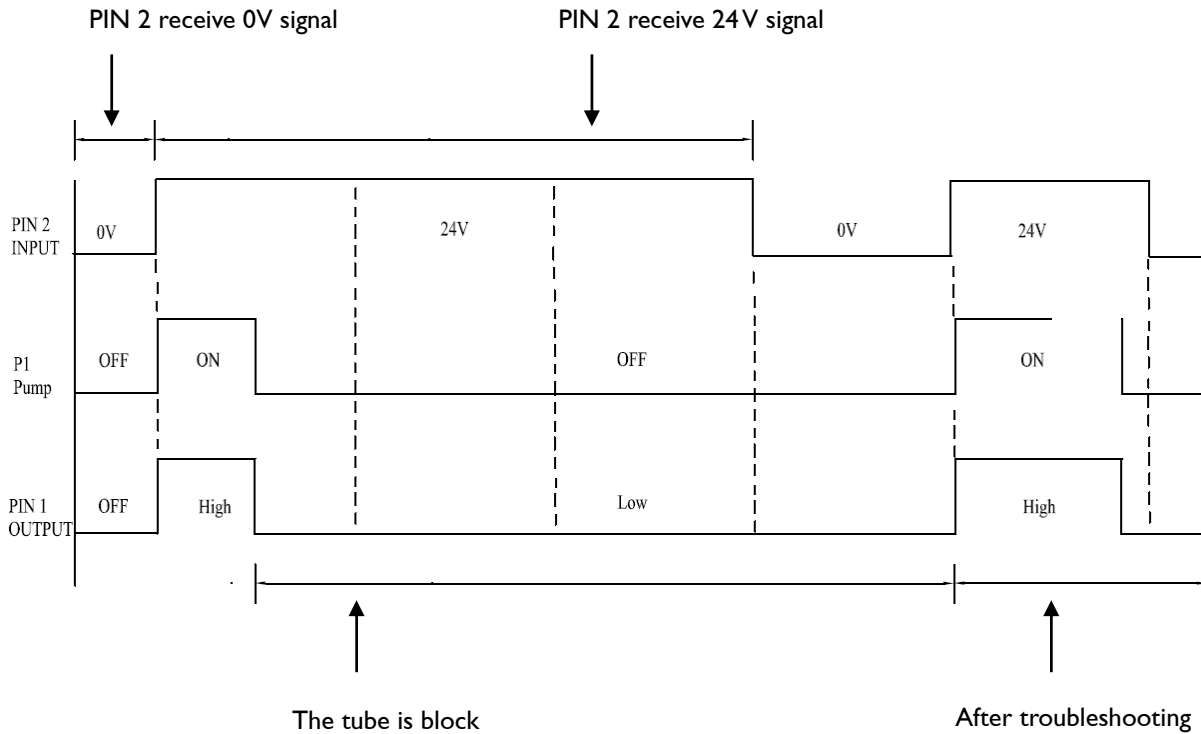 PIN 2 receive 0V signal
PIN 2 receive 24V signal
PIN 2
INPUT
0V
24V
0V
24V
P1
Pump
OFF
ON
OFF
ON
PIN 1
OUTPUT
OFF
High
Low
High
The tube is block
After troubleshooting